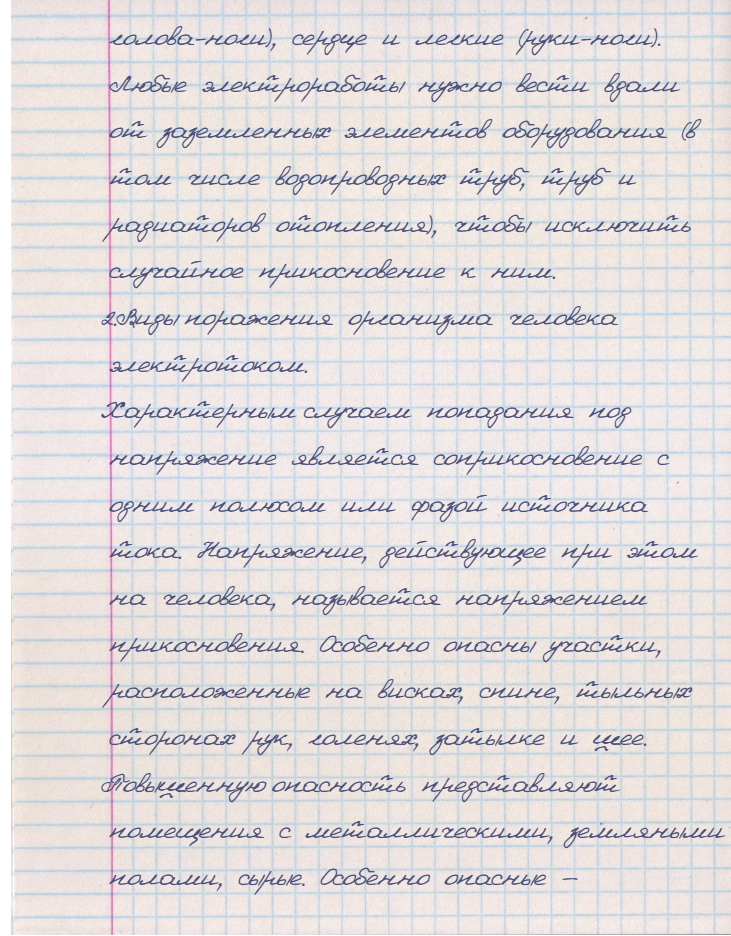 голова-ноги), сердце и легкие (руки-ноги).
Любые электроработы нужно вести вдали
от заземленных элементов оборудования (в
том числе водопроводных труб, труб и
радиаторов отопления), чтобы исключить
случайное прикосновение к ним.
2.Виды поражения организма человека
электротоком.
Характерным случаем попадания под
напряжение является соприкосновение с
одним полюсом или фазой источника
тока. Напряжение, действующее при этом
на человека, называется напряжением
прикосновения. Особенно опасны участки,
расположенные на висках, спине, тыльных
сторонах рук, голенях, затылке и шее.
Повышенную опасность представляют
помещения с металлическими, земляными
полами, сырые. Особенно опасные –